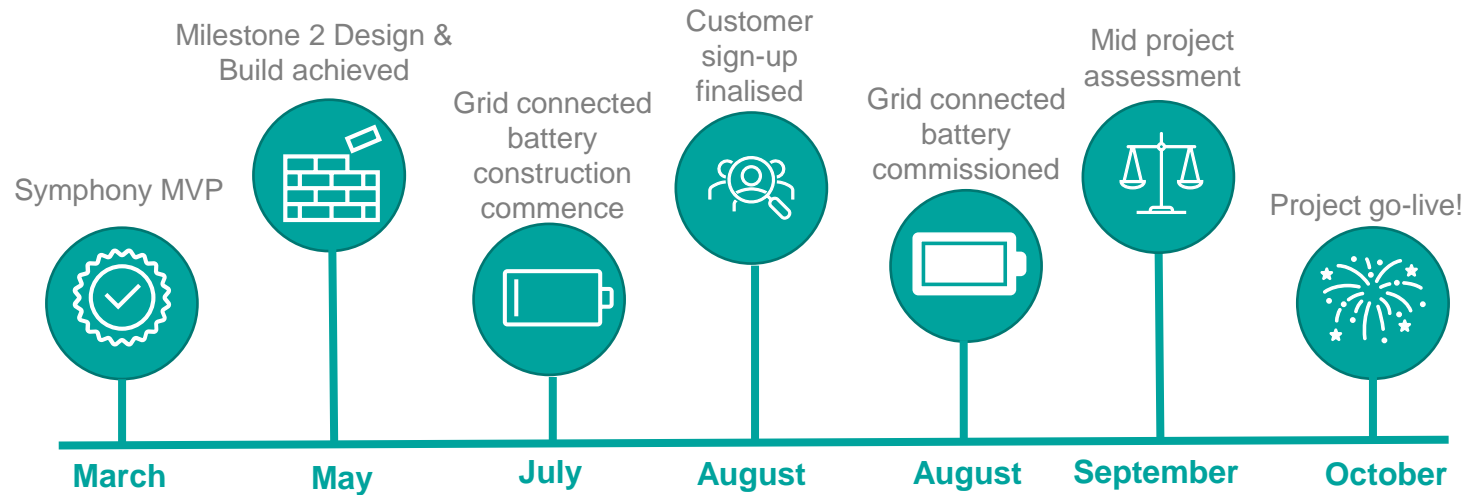 Symphony MVP
Milestone 2 Design &
Build achieved
Grid connected
battery
construction
commence
Customer
sign-up
finalised
Grid connected
battery
commissioned
Mid project
assessment
Project go-live!
March
May
July
August
August
September
October